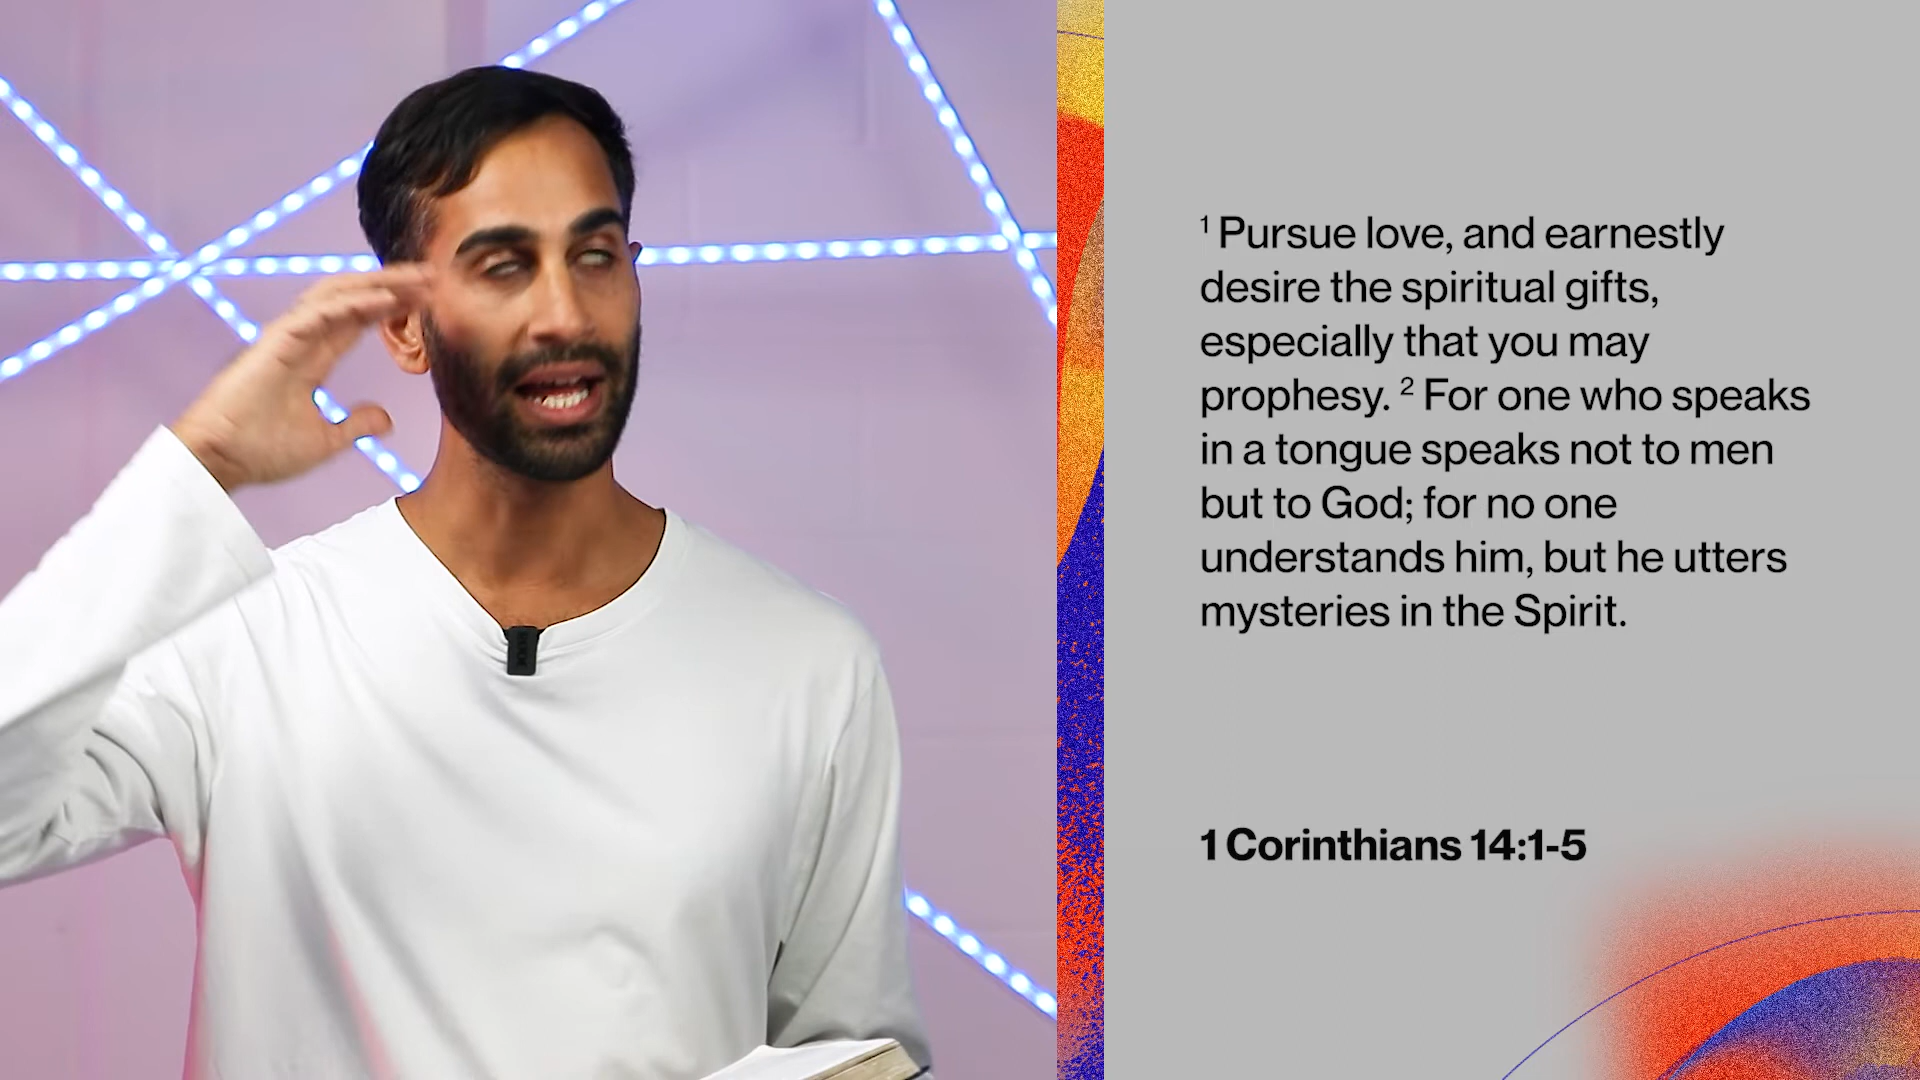 ¹ Pursue love, and earnestly
desire the spiritual gifts,
especially that you may
prophesy. ² For one who speaks
in a tongue speaks not to men
but to God; for no one
understands him, but he utters
mysteries in the Spirit.
1 Corinthians 14:1-5